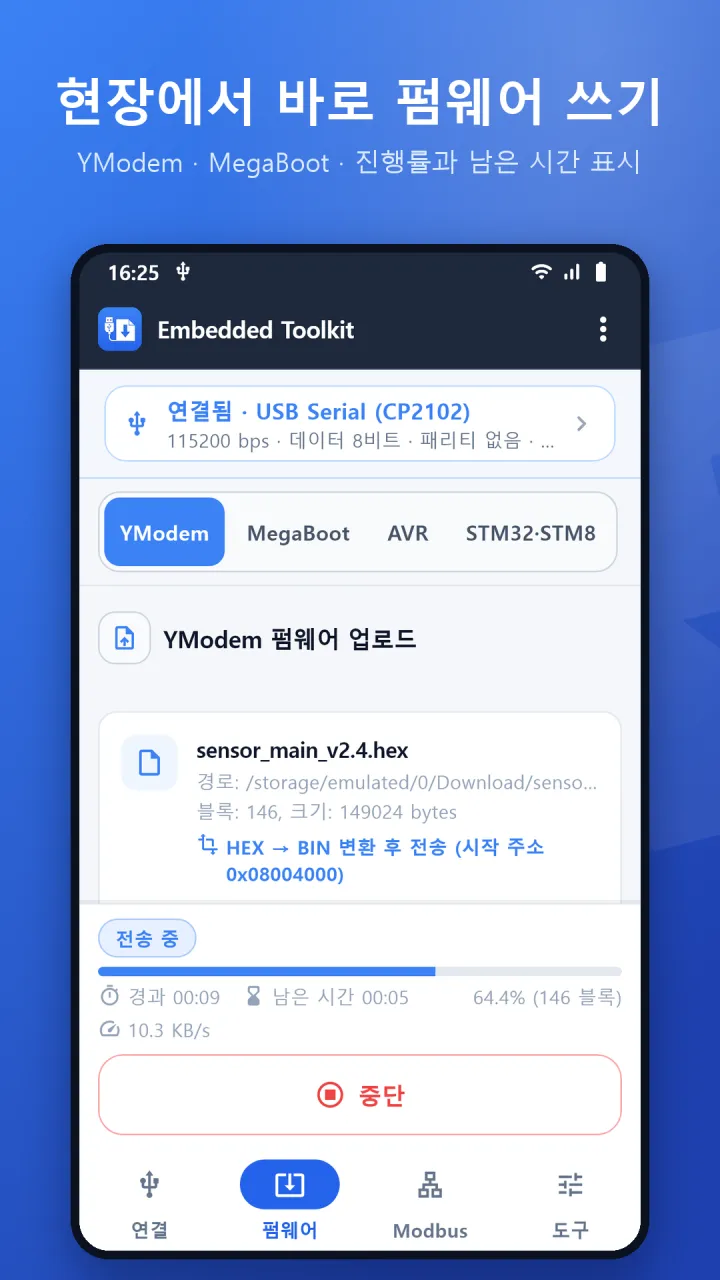 현장에서 바로 펌웨어 쓰기
YModem · MegaBoot · 진행률과 남은 시간 표시
16:25
Embedded Toolkit
연결됨 · USB Serial (CP2102)
115200 bps · 데이터 8비트 · 패리티 없음 · ...
YModem MegaBoot AVR STM32·STM8
YModem 펌웨어 업로드
sensor_main_v2.4.hex
경로: /storage/emulated/0/Download/senso...
블록: 146, 크기: 149024 bytes
HEX → BIN 변환 후 전송 (시작 주소
0x08004000)
전송 중
경과 00:09 남은 시간 00:05 64.4% (146 블록)
10.3 KB/s
중단
연결 펌웨어 Modbus 도구